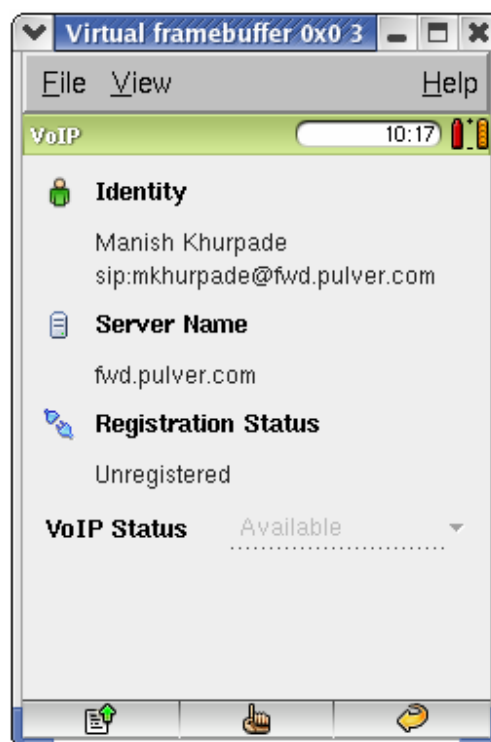 Virtual framebuffer 0x0 3
File View Help
VoIP 10:17
Identity
Manish Khurpade
sip:mkhurpade@fwd.pulver.com
Server Name
fwd.pulver.com
Registration Status
Unregistered
VoIP Status Available